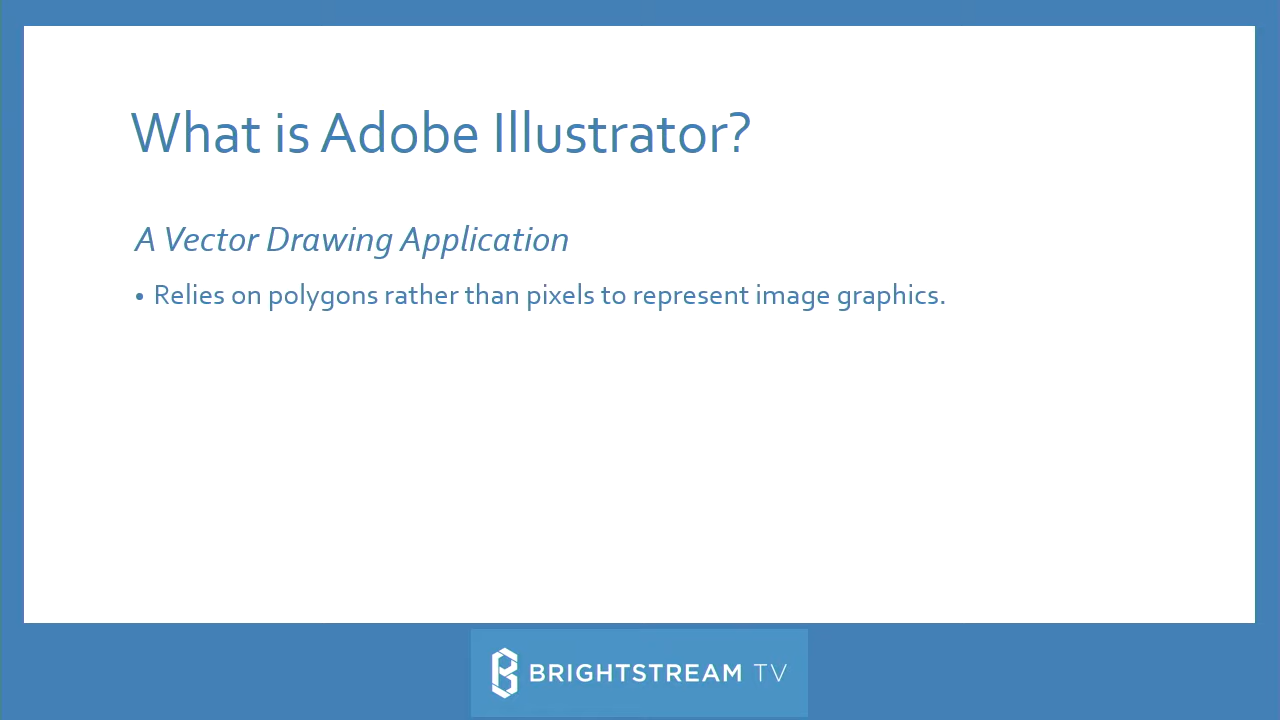 What is Adobe Illustrator?
A Vector Drawing Application
• Relies on polygons rather than pixels to represent image graphics.
BRIGHTSTREAM TV